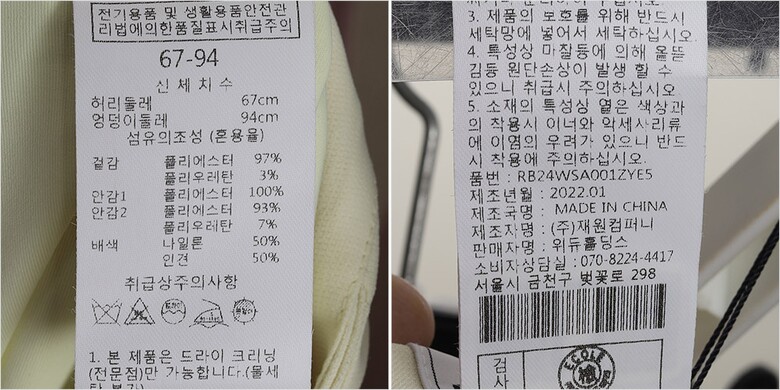 전기용품 및 생활용품안전관
리법에의한품질표시취급주의
67-94
신 체 치 수
허리둘레 67cm
엉덩이둘레 94cm
섬유의조성 (혼용율)
겉감 폴리에스터 97%
폴리우레탄 3%
안감1 폴리에스터 100%
안감2 폴리에스터 93%
폴리우레탄 7%
배색 나일론 50%
인견 50%
취급상주의사항
1. 본 제품은 드라이 크리닝
(전문점)만 가능합니다.(물세
3. 제품의 보호를 위해 반드시
세탁망에 넣어서 세탁하십시오.
4. 특성상 마찰등에 의해 올뜯
김등 원단손상이 발생 할 수
있으니 취급시 주의하십시오
5. 소재의 특성상 옅은 색상과
의 착용시 이너와 악세사리류
에 이염의 우려가 있으니 반드
시 착용에 주의하십시오.
품번 : RB24WSA001ZYE5
제조년월 : 2022.01
제조국명 : MADE IN CHINA
제조자명 : (주)재원컴퍼니
판매자명 : 위듀홀딩스
소비자상담실 : 070-8224-4417
서울시 금천구 벚꽃로 298
검
사
ECOLE